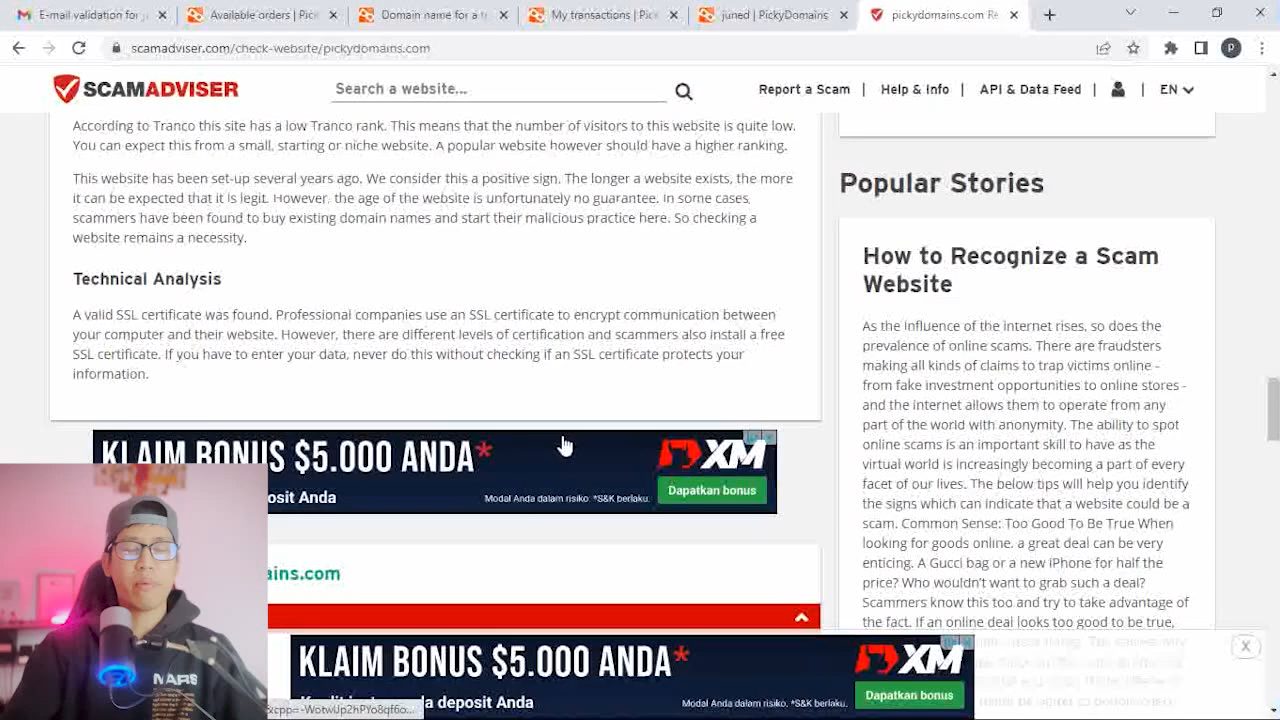 E-mail validation for
Available orders | Pick
Domain name for a t
My transactions | Pick
juned | PickyDomains
pickydomains.com Re
scamadviser.com/check-website/pickydomains.com
P
SCAMADVISER
Search a website...
Report a Scam | Help & Info | API & Data Feed | | EN
According to Tranco this site has a low Tranco rank. This means that the number of visitors to this website is quite low.
You can expect this from a small, starting or niche website. A popular website however should have a higher ranking.
This website has been set-up several years ago. We consider this a positive sign. The longer a website exists, the more
it can be expected that it is legit. However, the age of the website is unfortunately no guarantee. In some cases,
scammers have been found to buy existing domain names and start their malicious practice here. So checking a
website remains a necessity.
Technical Analysis
A valid SSL certificate was found. Professional companies use an SSL certificate to encrypt communication between
your computer and their website. However, there are different levels of certification and scammers also install a free
SSL certificate. If you have to enter your data, never do this without checking if an SSL certificate protects your
information.
KLAIM BONUS $5.000 ANDA*
posit Anda
Modal Anda dalam risiko. *S&K berlaku.
XM
Dapatkan bonus
ains.com
Popular Stories
How to Recognize a Scam
Website
As the influence of the internet rises, so does the
prevalence of online scams. There are fraudsters
making all kinds of claims to trap victims online -
from fake investment opportunities to online stores -
and the internet allows them to operate from any
part of the world with anonymity. The ability to spot
online scams is an important skill to have as the
virtual world is increasingly becoming a part of every
facet of our lives. The below tips will help you identify
the signs which can indicate that a website could be a
scam. Common Sense: Too Good To Be True When
looking for goods online, a great deal can be very
enticing. A Gucci bag or a new iPhone for half the
price? Who wouldn't want to grab such a deal?
Scammers know this too and try to take advantage of
the fact. If an online deal looks too good to be true,
KLAIM BONUS $5.000 ANDA*
a deposit Anda
Modal Anda dalam risiko. *S&K berlaku.
XM
Dapatkan bonus
X